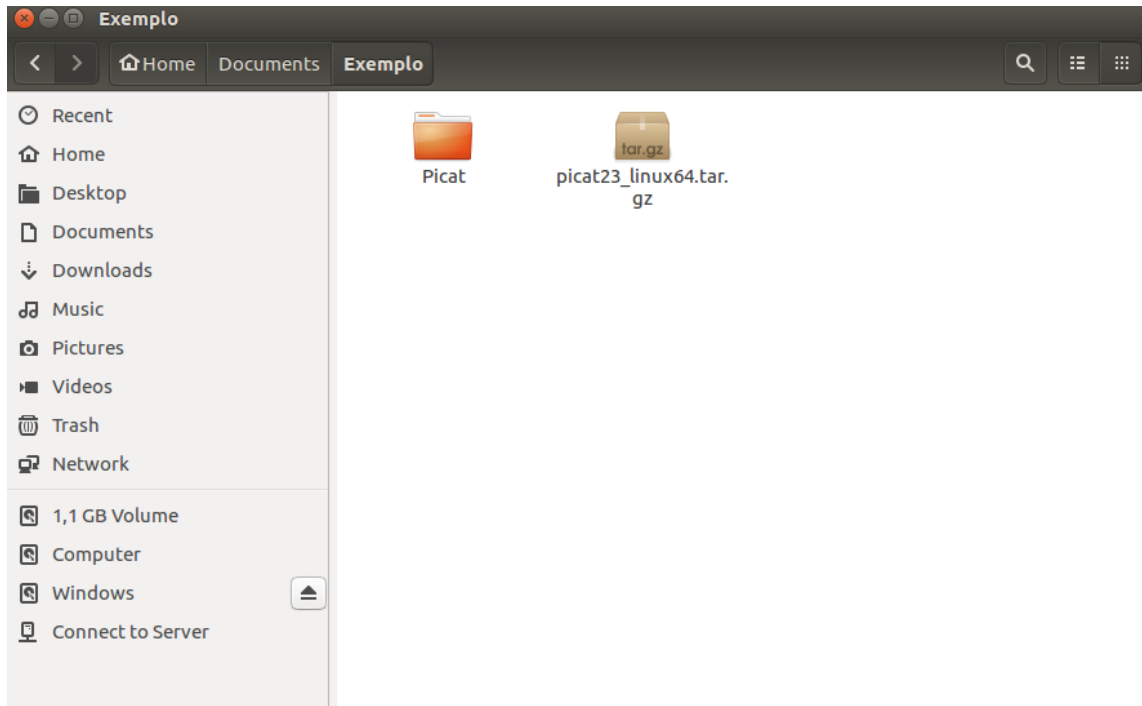 Exemplo
Home Documents Exemplo
Recent
Home
Desktop
Documents
Downloads
Music
Pictures
Videos
Trash
Network
1,1 GB Volume
Computer
Windows
Connect to Server
Picat
tar.gz
picat23_linux64.tar.
gz